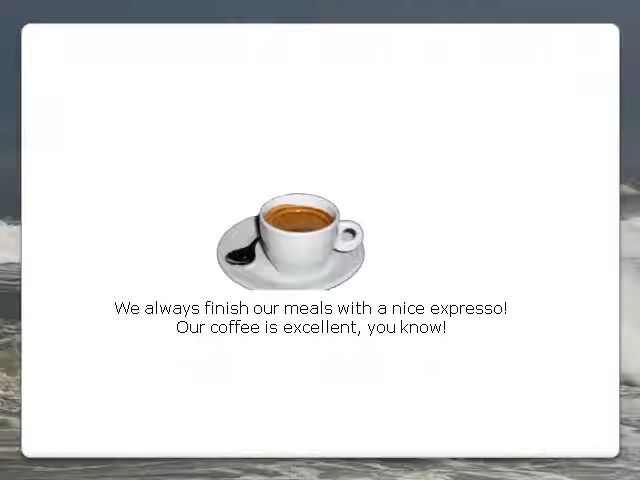 We always finish our meals with a nice expresso!
Our coffee is excellent, you know!